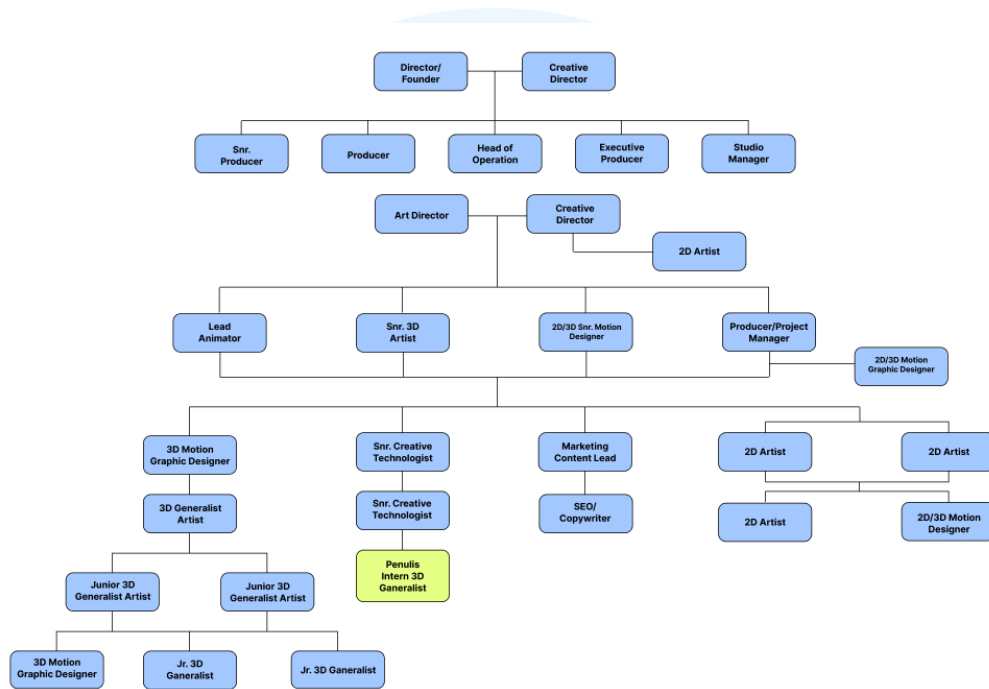 Director/
Founder
Creative
Director
Snr.
Producer
Producer
Head of
Operation
Executive
Producer
Studio
Manager
Art Director
Creative
Director
2D Artist
Lead
Animator
Snr. 3D
Artist
2D/3D Snr. Motion
Designer
Producer/Project
Manager
2D/3D Motion
Graphic Designer
3D Motion
Graphic Designer
Snr. Creative
Technologist
Marketing
Content Lead
2D Artist
2D Artist
3D Generalist
Artist
Snr. Creative
Technologist
SEO/
Copywriter
2D Artist
2D/3D Motion
Designer
Penulis
Intern 3D
Ganeralist
Junior 3D
Generalist Artist
Junior 3D
Generalist Artist
3D Motion
Graphic Designer
Jr. 3D
Ganeralist
Jr. 3D Ganeralist